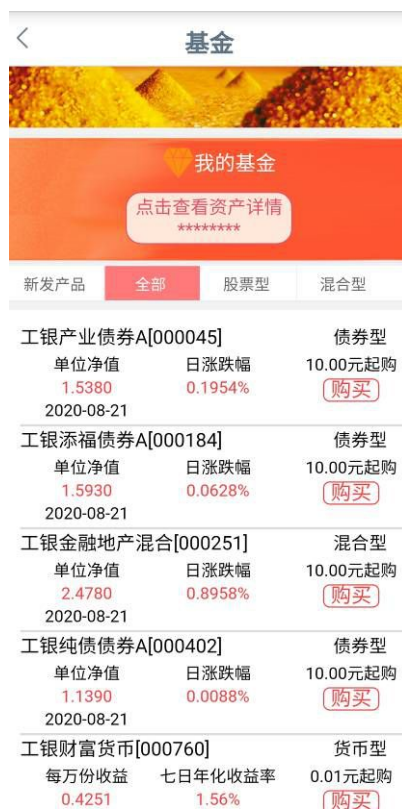 基金
我的基金
点击查看资产详情
********
新发产品 全部 股票型 混合型
工银产业债券A[000045] 债券型
单位净值 日涨跌幅 10.00元起购
1.5380 0.1954% 购买
2020-08-21
工银添福债券A[000184] 债券型
单位净值 日涨跌幅 10.00元起购
1.5930 0.0628% 购买
2020-08-21
工银金融地产混合[000251] 混合型
单位净值 日涨跌幅 10.00元起购
2.4780 0.8958% 购买
2020-08-21
工银纯债债券A[000402] 债券型
单位净值 日涨跌幅 10.00元起购
1.1390 0.0088% 购买
2020-08-21
工银财富货币[000760] 货币型
每万份收益 七日年化收益率 0.01元起购
0.4251 1.56% 购买